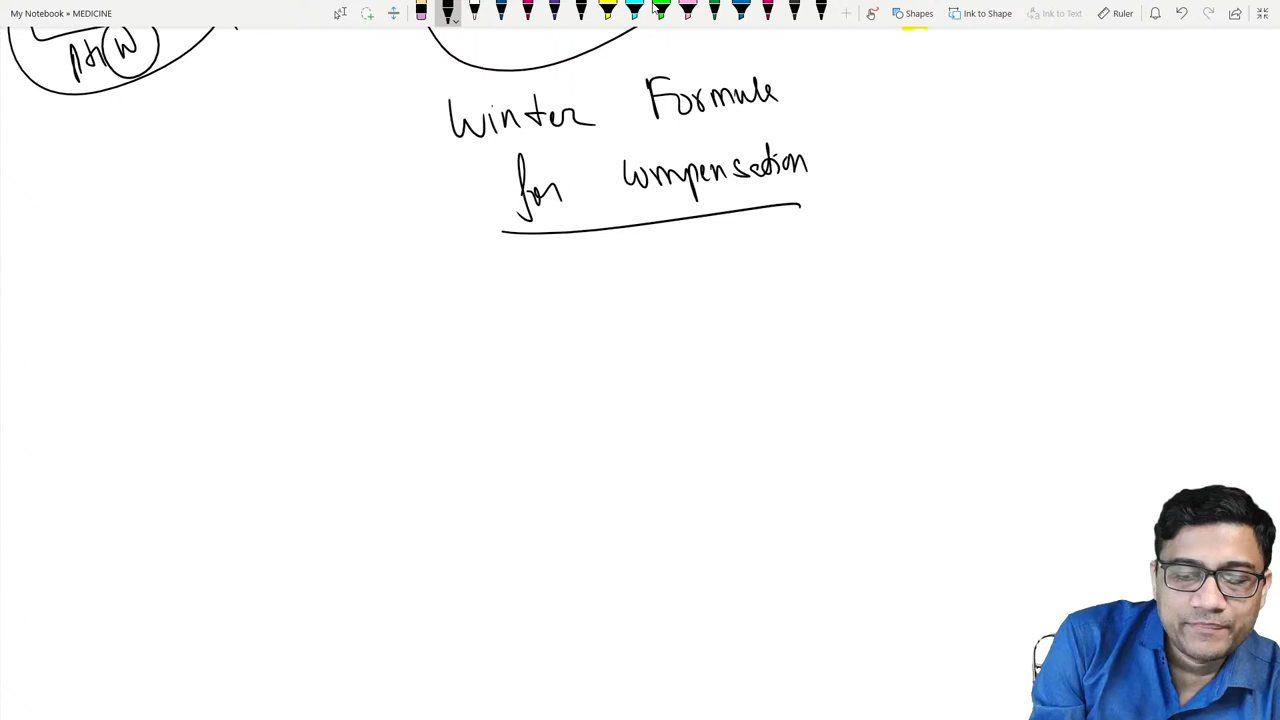 My Notebook » MEDICINE
Shapes
Ink to Shape
Ink to Text
Ruler
W
Winter Formula
for compensation